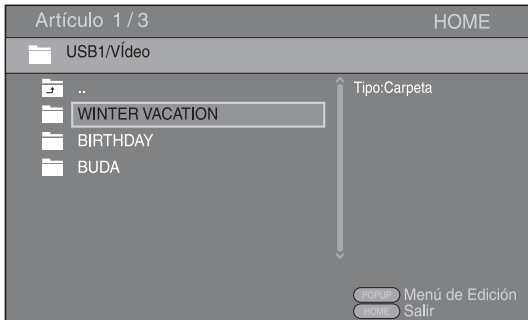 Artículo 1/3 HOME
USB1/Vídeo
..
Tipo:Carpeta
WINTER VACATION
BIRTHDAY
BUDA
POPUP Menú de Edición
HOME Salir